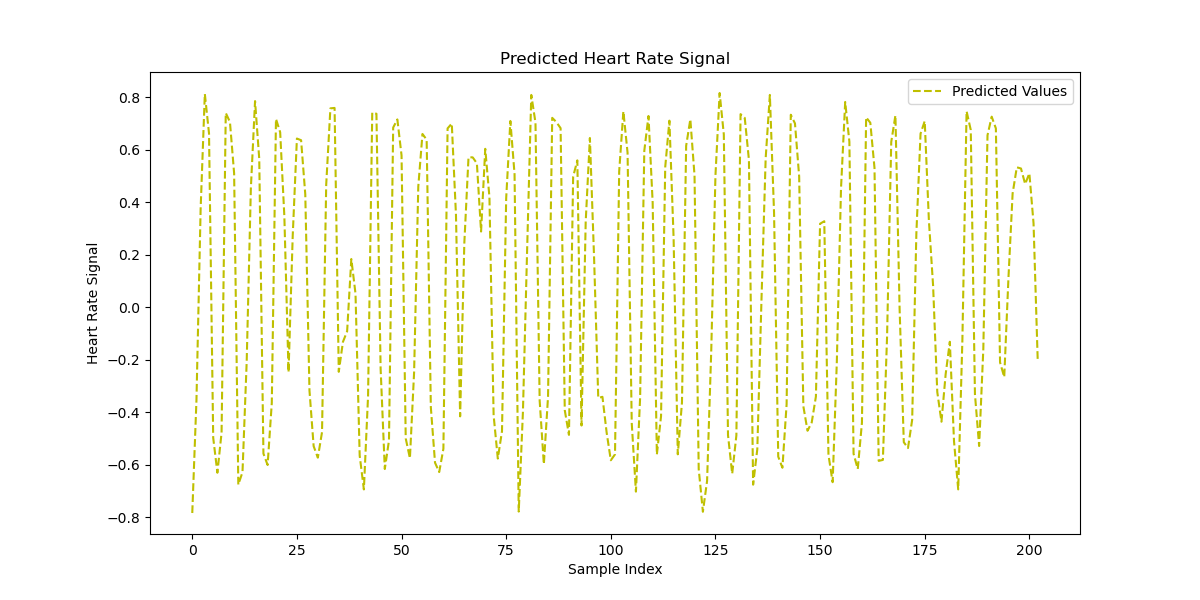 Predicted Heart Rate Signal
Predicted Values
Heart Rate Signal
0.8
0.6
0.4
0.2
0.0
−0.2
−0.4
−0.6
−0.8
0 25 50 75 100 125 150 175 200
Sample Index